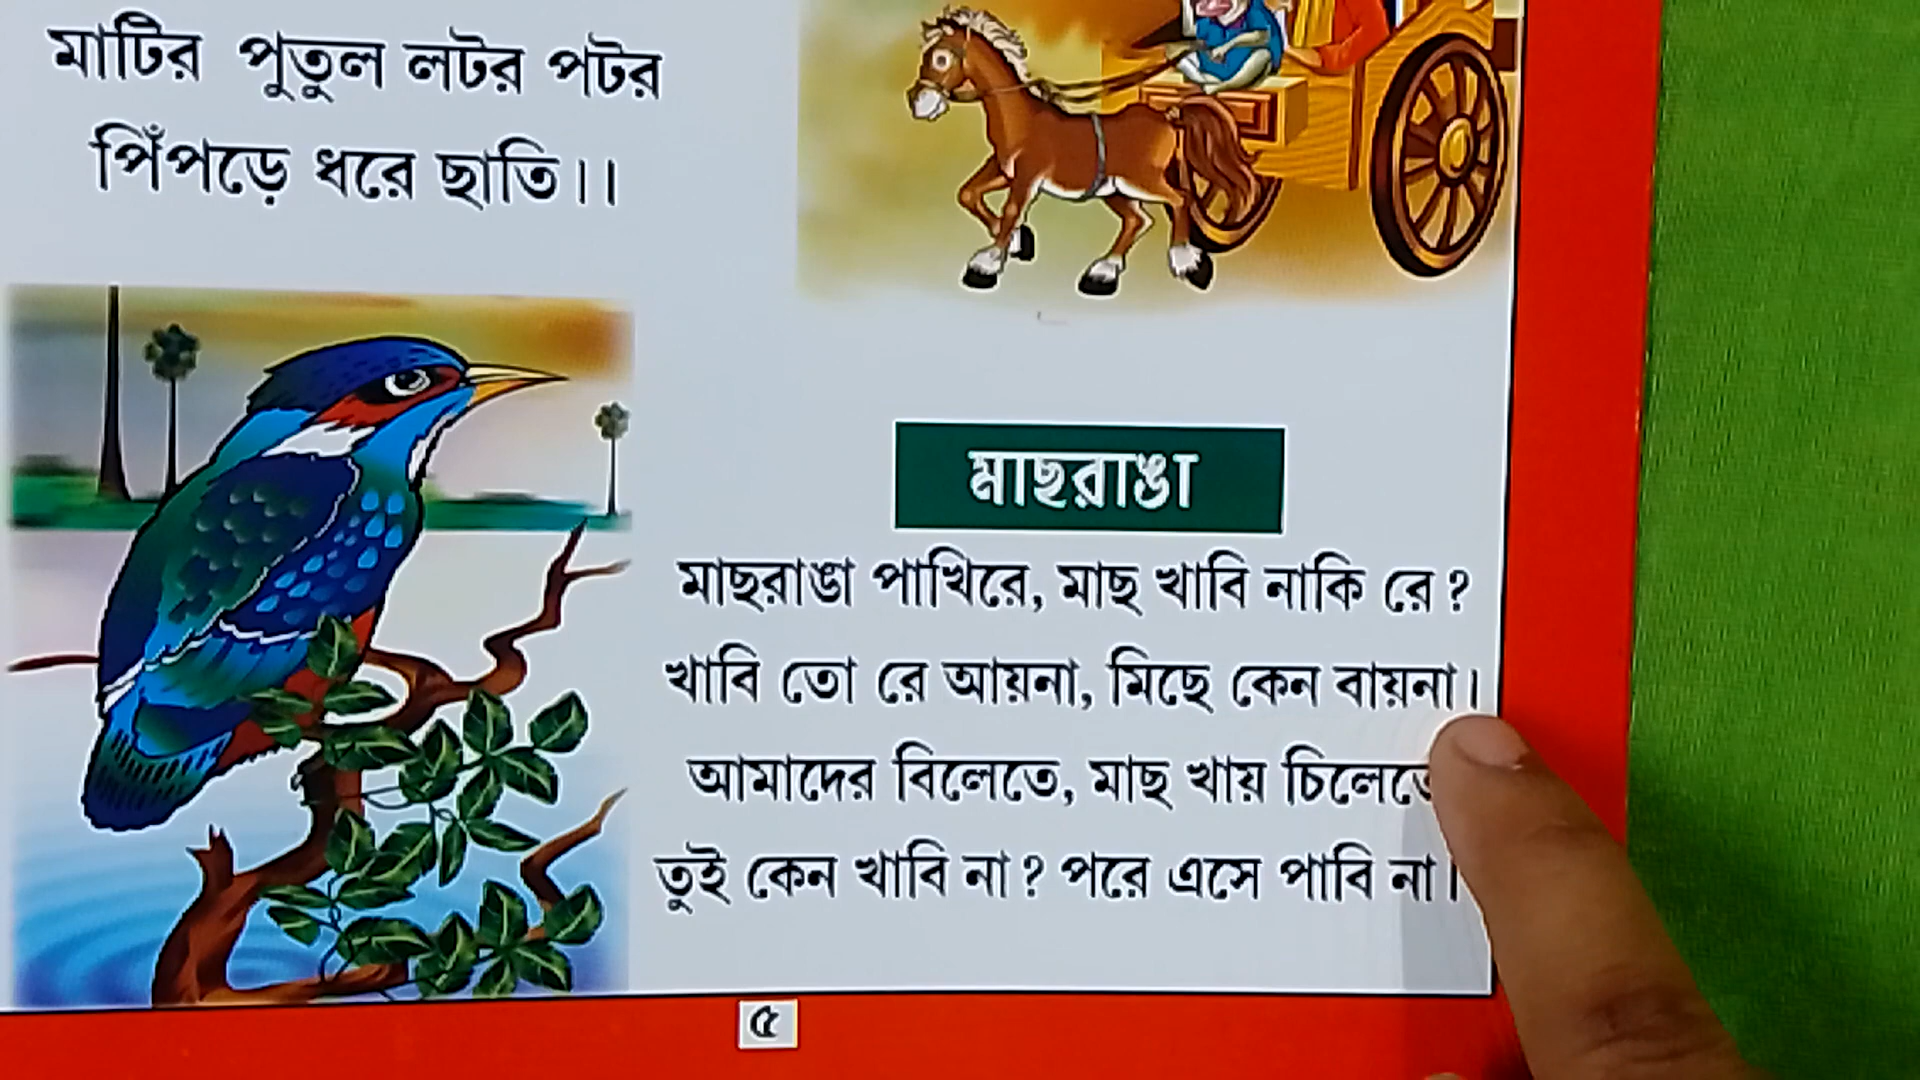 মাটির পুতুল লটর পটর
পিঁপড়ে ধরে ছাতি।।
মাছরাঙা
মাছরাঙা পাখিরে, মাছ খাবি নাকি রে ?
খাবি তো রে আয়না, মিছে কেন বায়না।
আমাদের বিলেতে, মাছ খায় চিলেতে
তুই কেন খাবি না ? পরে এসে পাবি না।
৫